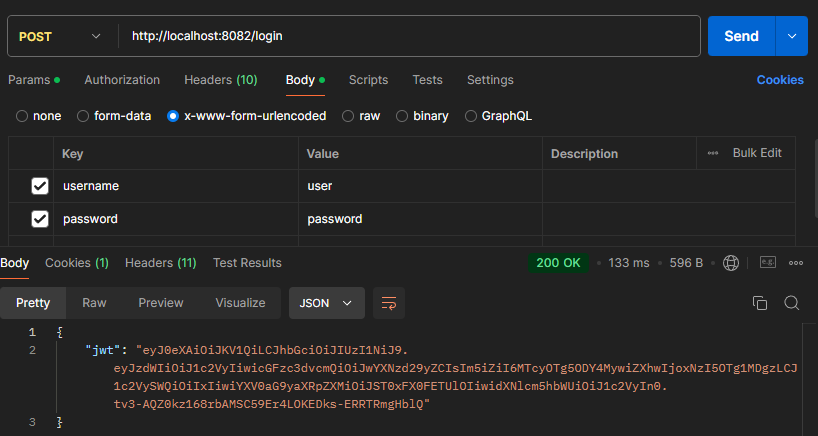 POST http://localhost:8082/login Send
Params Authorization Headers (10) Body Scripts Tests Settings Cookies
none form-data x-www-form-urlencoded raw binary GraphQL
Key Value Description Bulk Edit
username user
password password
Body Cookies (1) Headers (11) Test Results 200 OK 133 ms 596 B e.g.
Pretty Raw Preview Visualize JSON
1 {
2 "jwt": "eyJ0eXAiOiJKV1QiLCJhbGciOiJIUzI1NiJ9.
eyJzdWIiOiJ1c2VyIiwicGFzc3dvcmQiOiJwYXNzd29yZCIsIm5iZiI6MTcyOTg5ODY4MywiZXhwIjoxNzI5OTg1MDgzLCJ
1c2VySWQiOiIxIiwiYXV0aG9yaXRpZXMiOiJST0xFX0FETUlOIiwidXNlcm5hbWUiOiJ1c2VyIn0.
tv3-AQZ0kz168rbAMSC59Er4LOKEDks-ERRTRmgHblQ"
3 }